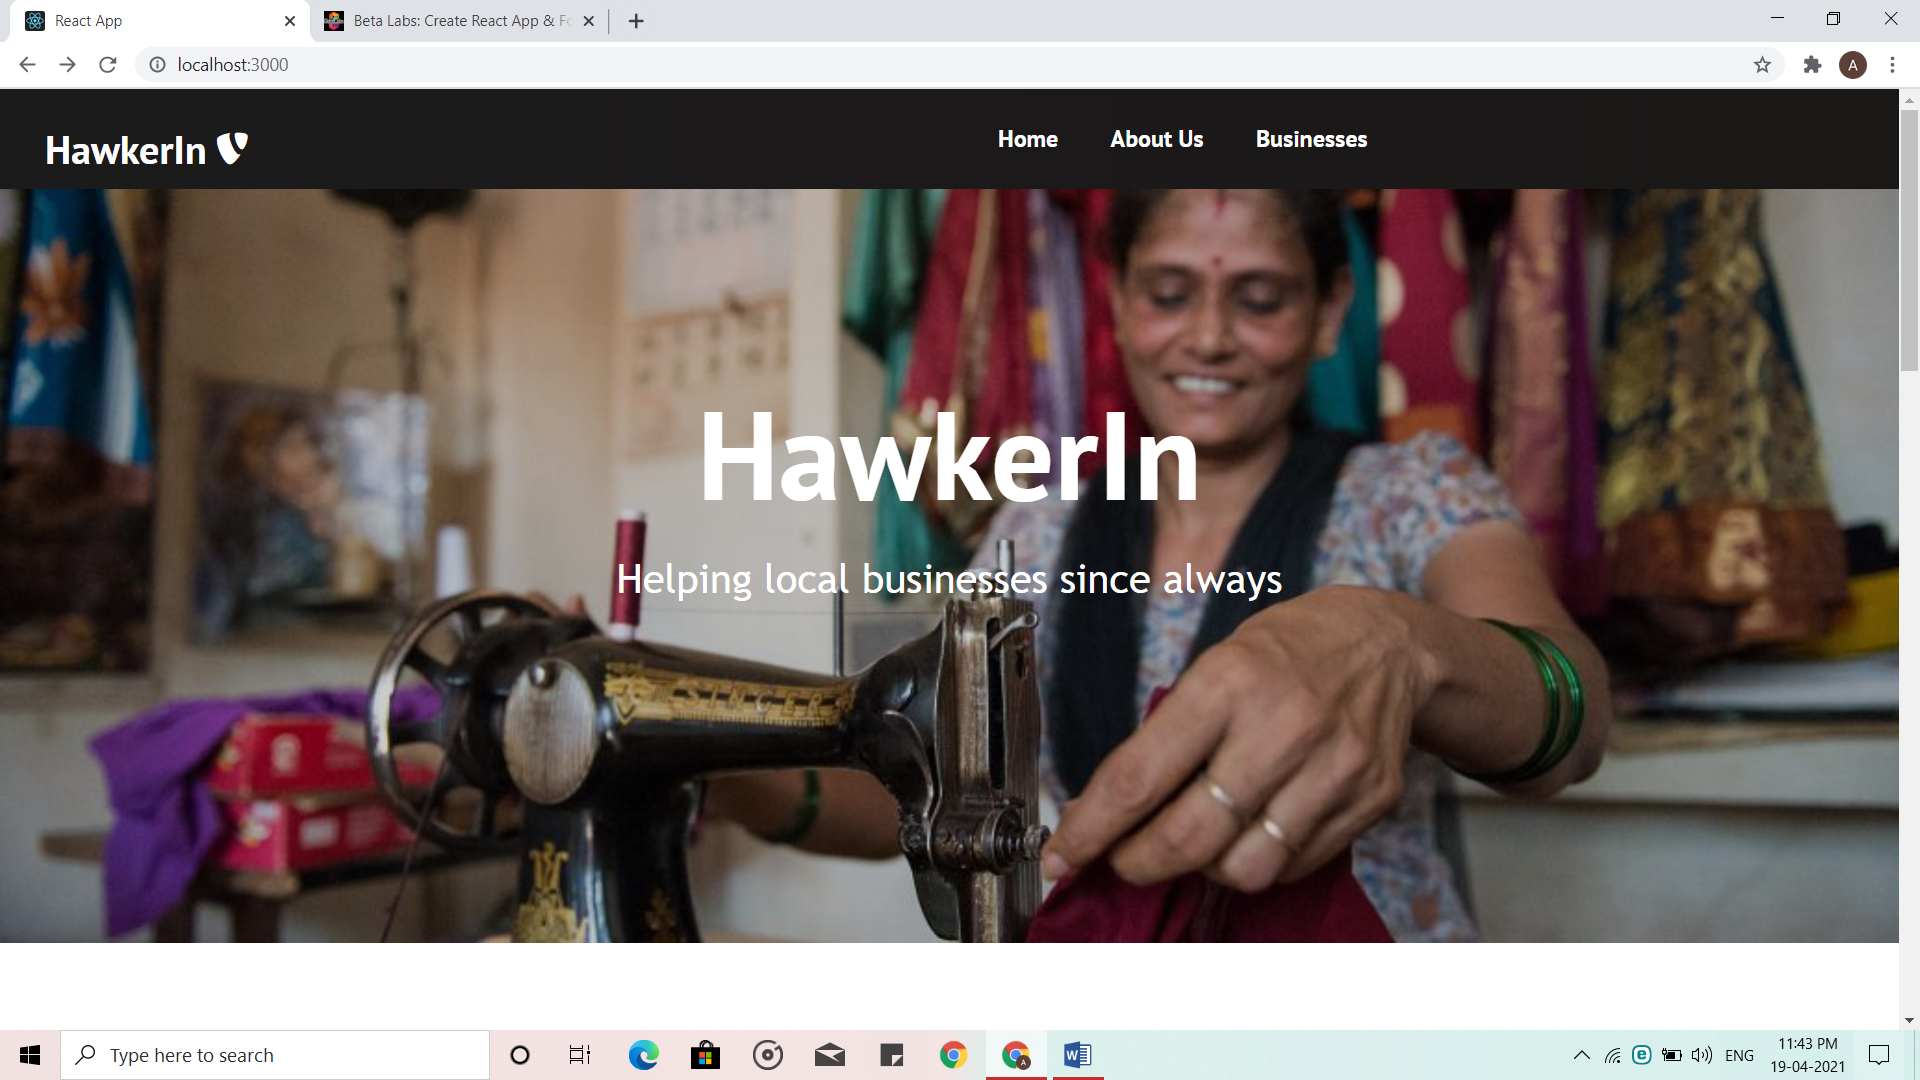 React App
Beta Labs: Create React App & Fo
localhost:3000
A
HawkerIn
Home About Us Businesses
HawkerIn
Helping local businesses since always
SINGER
Type here to search
ENG
11:43 PM
19-04-2021